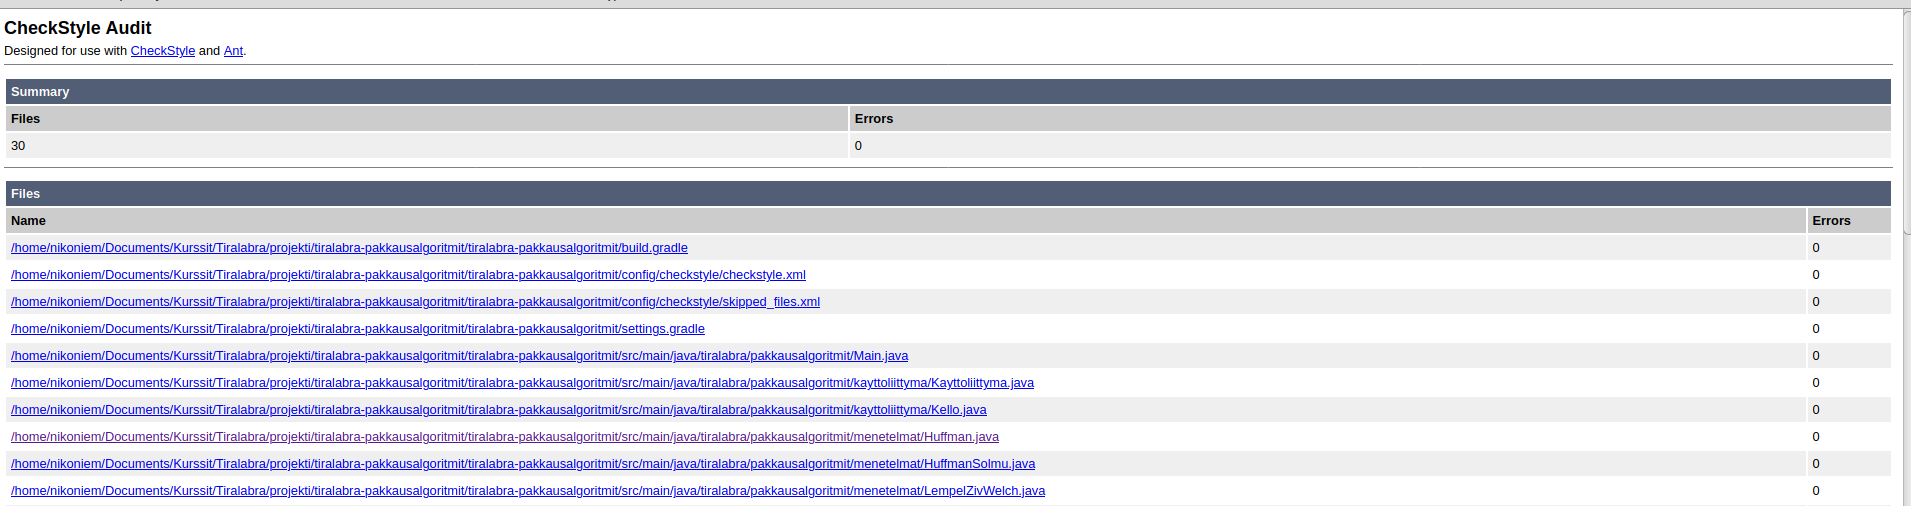 CheckStyle Audit
Designed for use with CheckStyle and Ant.
Summary
Files Errors
30 0
Files
Name Errors
/home/nikoniem/Documents/Kurssit/Tiralabra/projekti/tiralabra-pakkausalgoritmit/tiralabra-pakkausalgoritmit/build.gradle 0
/home/nikoniem/Documents/Kurssit/Tiralabra/projekti/tiralabra-pakkausalgoritmit/tiralabra-pakkausalgoritmit/config/checkstyle/checkstyle.xml 0
/home/nikoniem/Documents/Kurssit/Tiralabra/projekti/tiralabra-pakkausalgoritmit/tiralabra-pakkausalgoritmit/config/checkstyle/skipped_files.xml 0
/home/nikoniem/Documents/Kurssit/Tiralabra/projekti/tiralabra-pakkausalgoritmit/tiralabra-pakkausalgoritmit/settings.gradle 0
/home/nikoniem/Documents/Kurssit/Tiralabra/projekti/tiralabra-pakkausalgoritmit/tiralabra-pakkausalgoritmit/src/main/java/tiralabra/pakkausalgoritmit/Main.java 0
/home/nikoniem/Documents/Kurssit/Tiralabra/projekti/tiralabra-pakkausalgoritmit/tiralabra-pakkausalgoritmit/src/main/java/tiralabra/pakkausalgoritmit/kayttoliittyma/Kayttoliittyma.java 0
/home/nikoniem/Documents/Kurssit/Tiralabra/projekti/tiralabra-pakkausalgoritmit/tiralabra-pakkausalgoritmit/src/main/java/tiralabra/pakkausalgoritmit/kayttoliittyma/Kello.java 0
/home/nikoniem/Documents/Kurssit/Tiralabra/projekti/tiralabra-pakkausalgoritmit/tiralabra-pakkausalgoritmit/src/main/java/tiralabra/pakkausalgoritmit/menetelmat/Huffman.java 0
/home/nikoniem/Documents/Kurssit/Tiralabra/projekti/tiralabra-pakkausalgoritmit/tiralabra-pakkausalgoritmit/src/main/java/tiralabra/pakkausalgoritmit/menetelmat/HuffmanSolmu.java 0
/home/nikoniem/Documents/Kurssit/Tiralabra/projekti/tiralabra-pakkausalgoritmit/tiralabra-pakkausalgoritmit/src/main/java/tiralabra/pakkausalgoritmit/menetelmat/LempelZivWelch.java 0